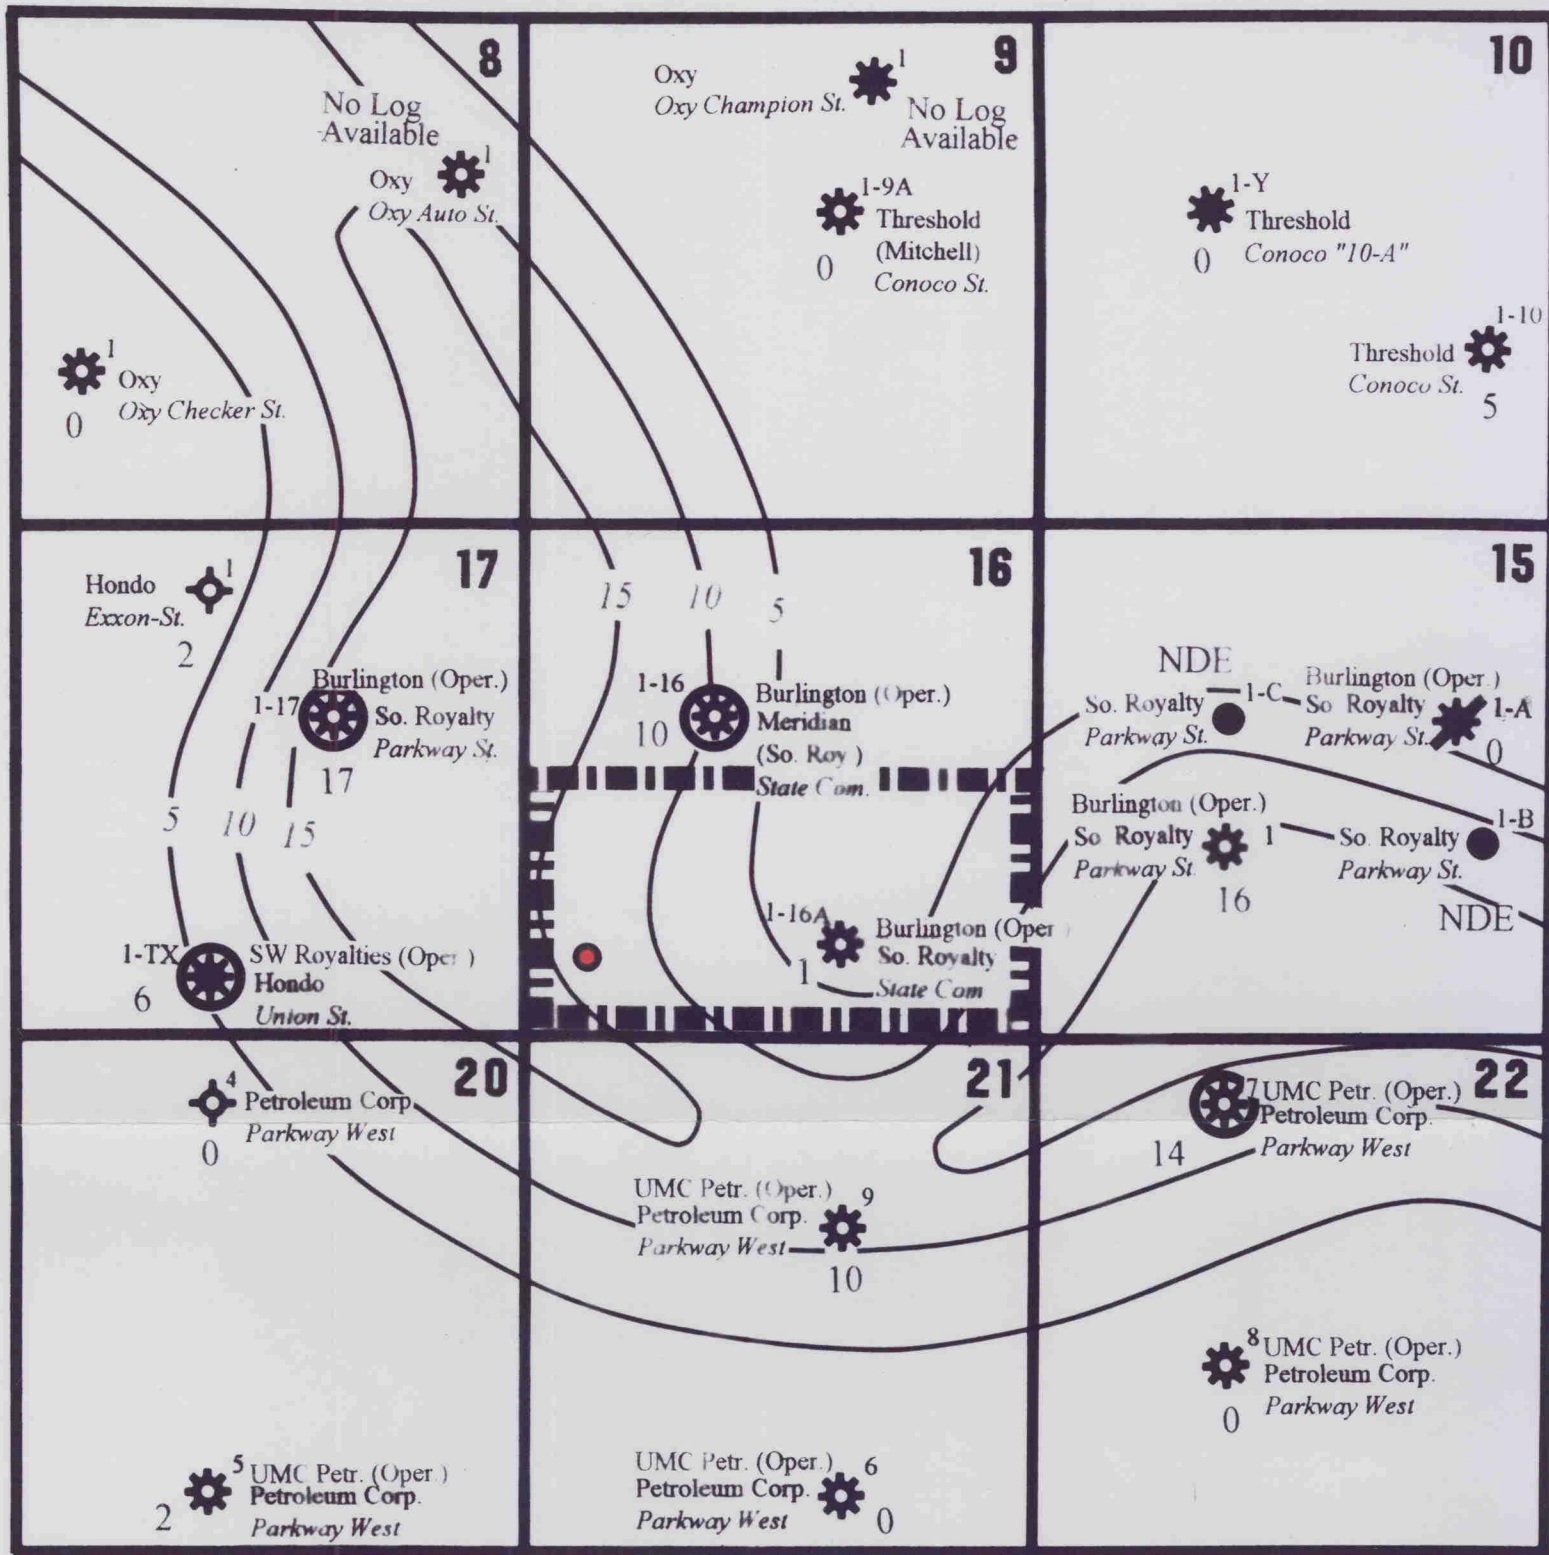 8
No Log
Available
1
Oxy
Oxy Auto St.
1
Oxy
Oxy Checker St.
0
9
Oxy
Oxy Champion St.
1
No Log
Available
1-9A
Threshold
(Mitchell)
Conoco St.
0
10
1-Y
Threshold
Conoco "10-A"
0
1-10
Threshold
Conoco St.
5
17
Hondo
Exxon-St.
1
2
Burlington (Oper.)
1-17
So. Royalty
Parkway St.
17
5
10
15
1-TX
SW Royalties (Oper.)
Hondo
Union St.
6
16
15
10
5
1-16
Burlington (Oper.)
Meridian
(So. Roy.)
State Com.
10
1-16A
Burlington (Oper.)
So. Royalty
State Com
1
15
NDE
So. Royalty
1-C
Parkway St.
Burlington (Oper.)
So Royalty
1-A
Parkway St.
0
Burlington (Oper.)
So. Royalty
1
Parkway St.
16
1-B
So. Royalty
Parkway St.
NDE
20
4
Petroleum Corp.
Parkway West
0
5
UMC Petr. (Oper.)
Petroleum Corp.
Parkway West
2
21
UMC Petr. (Oper.)
9
Petroleum Corp.
Parkway West
10
UMC Petr. (Oper.)
6
Petroleum Corp.
Parkway West
0
22
7
UMC Petr. (Oper.)
Petroleum Corp.
Parkway West
14
8
UMC Petr. (Oper.)
Petroleum Corp.
Parkway West
0